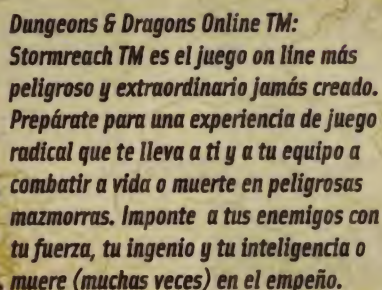 Dungeons & Dragons Online TM:
Stormreach TM es el juego on line más
peligroso y extraordinario jamás creado.
Prepárate para una experiencia de juego
radical que te lleva a ti y a tu equipo a
combatir a vida o muerte en peligrosas
mazmorras. Imponte a tus enemigos con
tu fuerza, tu ingenio y tu inteligencia o
muere (muchas veces) en el empeño.